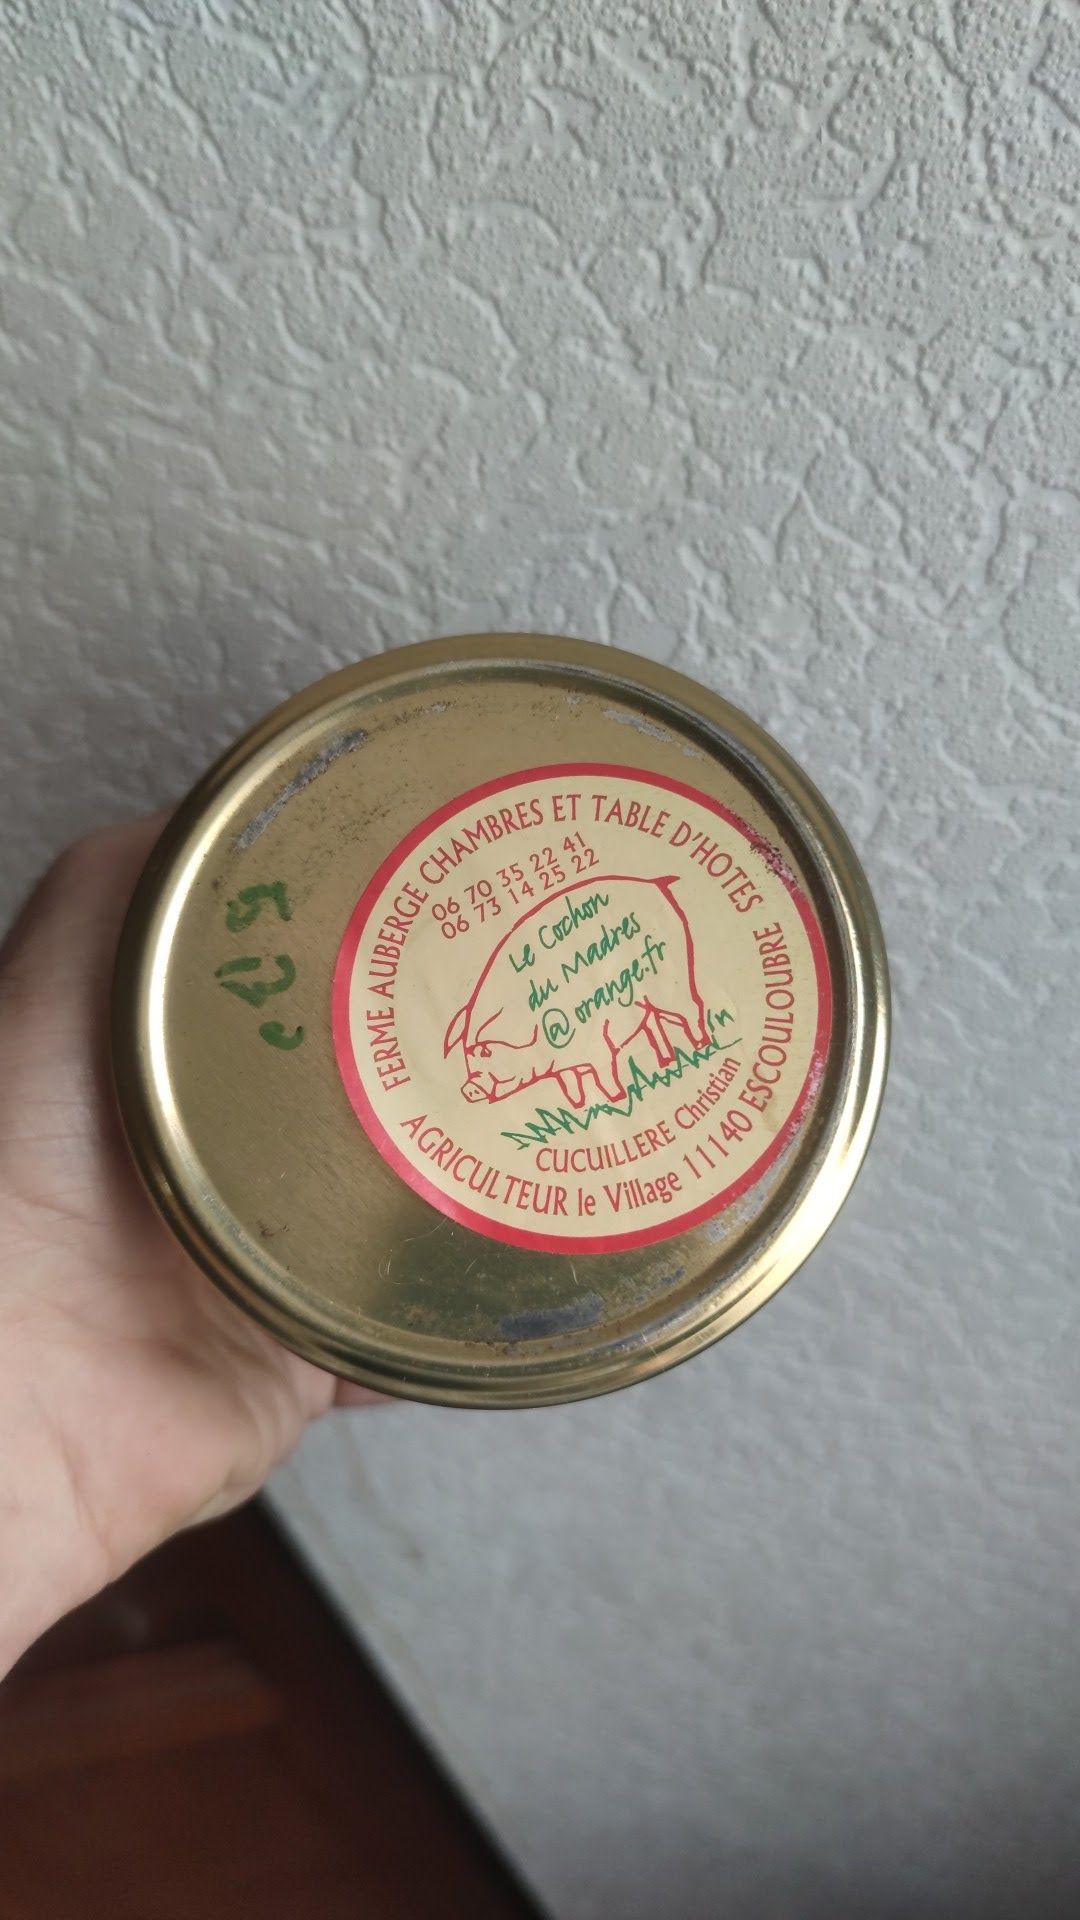 FERME AUBERGE CHAMBRES ET TABLE D'HOTES
06 70 35 22 41
06 73 14 25 22
Le Cochon
du Madres
@orange.fr
CUCUILLERE Christian
AGRICULTEUR le Village 11140 ESCOULOUBRE